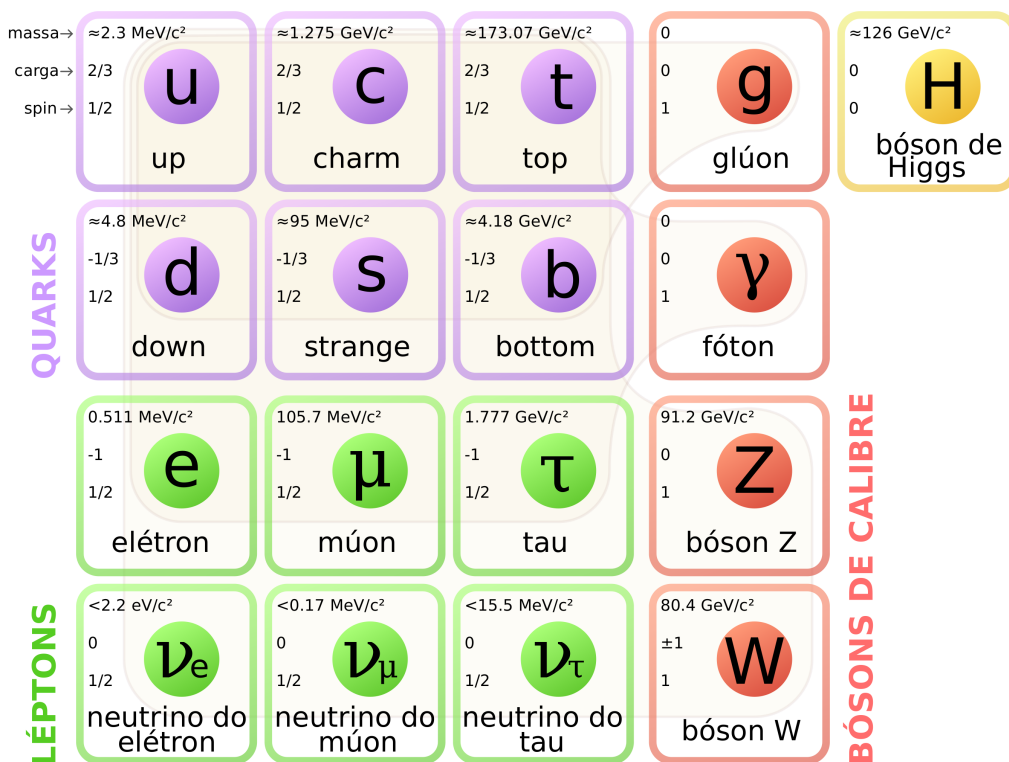 massa→
carga→
spin→
≈2.3 MeV/c²
2/3
1/2
u
up
≈1.275 GeV/c²
2/3
1/2
c
charm
≈173.07 GeV/c²
2/3
1/2
t
top
0
0
1
g
glúon
≈126 GeV/c²
0
0
H
bóson de
Higgs
QUARKS
≈4.8 MeV/c²
-1/3
1/2
d
down
≈95 MeV/c²
-1/3
1/2
s
strange
≈4.18 GeV/c²
-1/3
1/2
b
bottom
0
0
1
γ
fóton
0.511 MeV/c²
-1
1/2
e
elétron
105.7 MeV/c²
-1
1/2
μ
múon
1.777 GeV/c²
-1
1/2
τ
tau
91.2 GeV/c²
0
1
Z
bóson Z
LÉPTONS
<2.2 eV/c²
0
1/2
νe
neutrino do
elétron
<0.17 MeV/c²
0
1/2
νμ
neutrino do
múon
<15.5 MeV/c²
0
1/2
ντ
neutrino do
tau
80.4 GeV/c²
±1
1
W
bóson W
BÓSONS DE CALIBRE